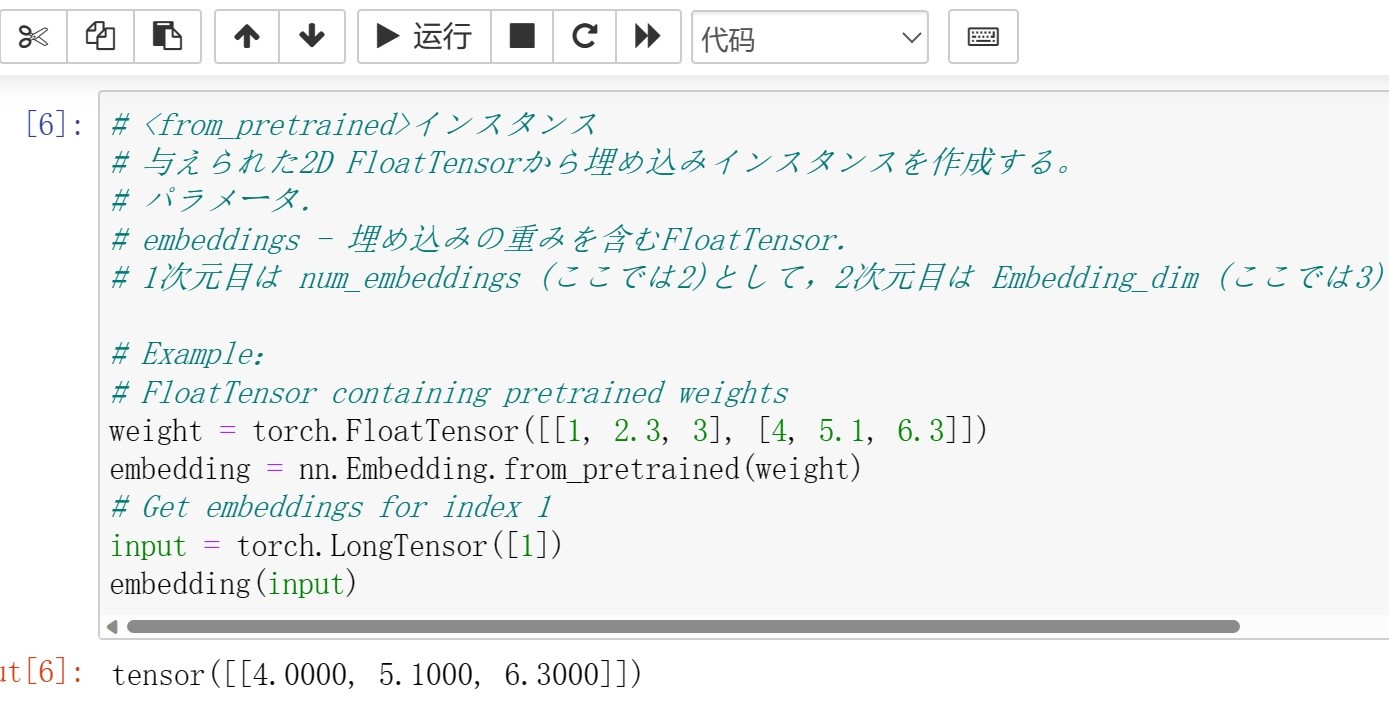 运行
代码
[6]:
# <from_pretrained>インスタンス
# 与えられた2D FloatTensorから埋め込みインスタンスを作成する。
# パラメータ.
# embeddings - 埋め込みの重みを含むFloatTensor.
# 1次元目は num_embeddings (ここでは2)として, 2次元目は Embedding_dim (ここでは3)
# Example:
# FloatTensor containing pretrained weights
weight = torch.FloatTensor([[1, 2.3, 3], [4, 5.1, 6.3]])
embedding = nn.Embedding.from_pretrained(weight)
# Get embeddings for index 1
input = torch.LongTensor([1])
embedding(input)
ut[6]: tensor([[4.0000, 5.1000, 6.3000]])